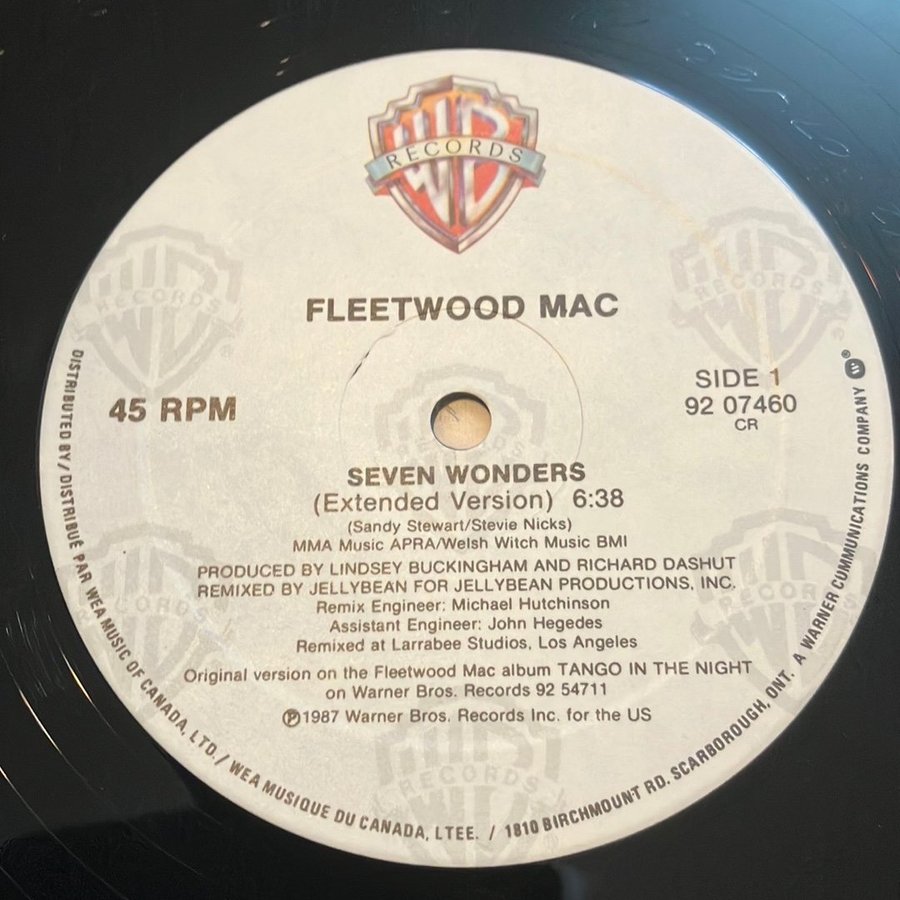 WB
RECORDS
FLEETWOOD MAC
45 RPM
SIDE 1
92 07460
CR
SEVEN WONDERS
(Extended Version) 6:38
(Sandy Stewart/Stevie Nicks)
MMA Music APRA/Welsh Witch Music BMI
PRODUCED BY LINDSEY BUCKINGHAM AND RICHARD DASHUT
REMIXED BY JELLYBEAN FOR JELLYBEAN PRODUCTIONS, INC.
Remix Engineer: Michael Hutchinson
Assistant Engineer: John Hegedes
Remixed at Larrabee Studios, Los Angeles
Original version on the Fleetwood Mac album TANGO IN THE NIGHT
on Warner Bros. Records 92 54711
℗1987 Warner Bros. Records Inc. for the US
DISTRIBUTED BY/DISTRIBUÉ PAR WEA MUSIC OF CANADA, LTD./WEA MUSIQUE DU CANADA, LTEE. / 1810 BIRCHMOUNT RD. SCARBOROUGH, ONT. A WARNER COMMUNICATIONS COMPANY